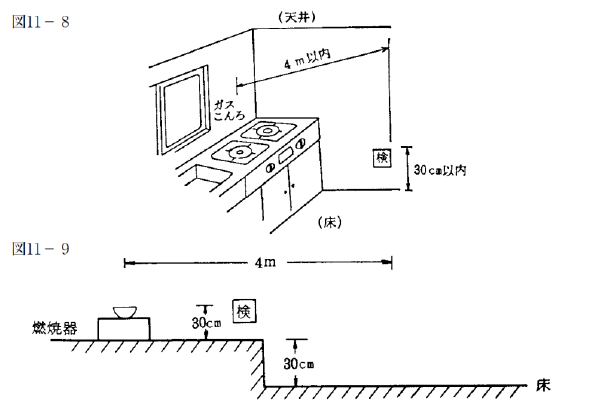 図11－8
(天井)
4m以内
ガス
こんろ
検
30cm以内
(床)
図11－9
4m
検
30cm
燃焼器
30cm
床